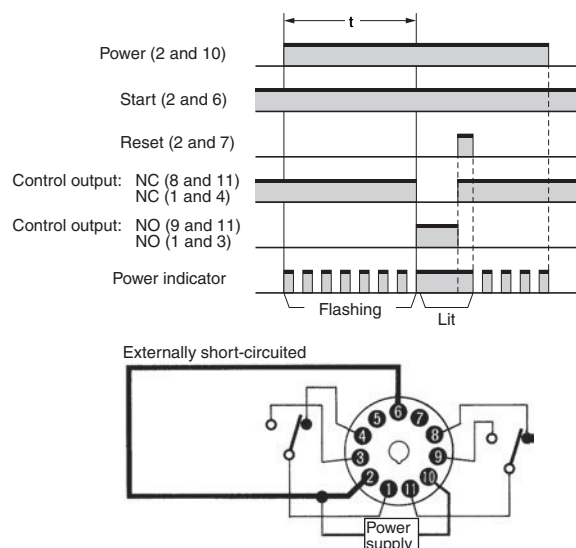 t
Power (2 and 10)
Start (2 and 6)
Reset (2 and 7)
Control output: NC (8 and 11)
NC (1 and 4)
Control output: NO (9 and 11)
NO (1 and 3)
Power indicator
Flashing
Lit
Externally short-circuited
6
5 7
4 8
3 9
2 10
1 11
Power
supply